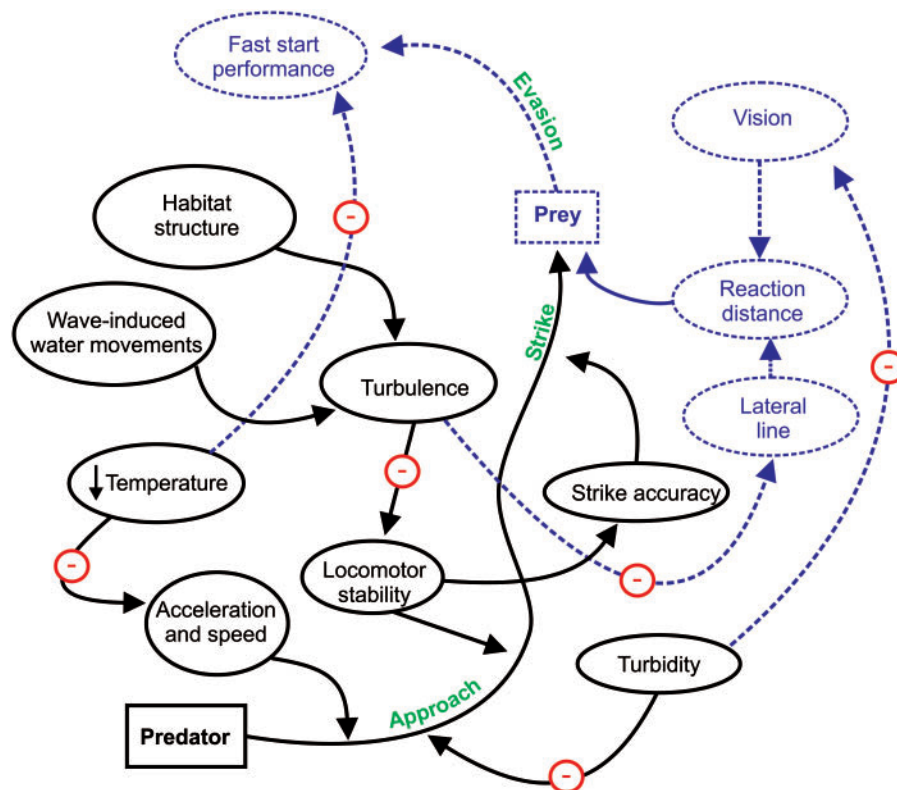 Fast start
performance
Evasion
Vision
Habitat
structure
-
Prey
Wave-induced
water movements
Reaction
distance
Strike
-
Turbulence
Lateral
line
↓Temperature
-
Strike accuracy
-
Locomotor
stability
-
Acceleration
and speed
Turbidity
Approach
Predator
-